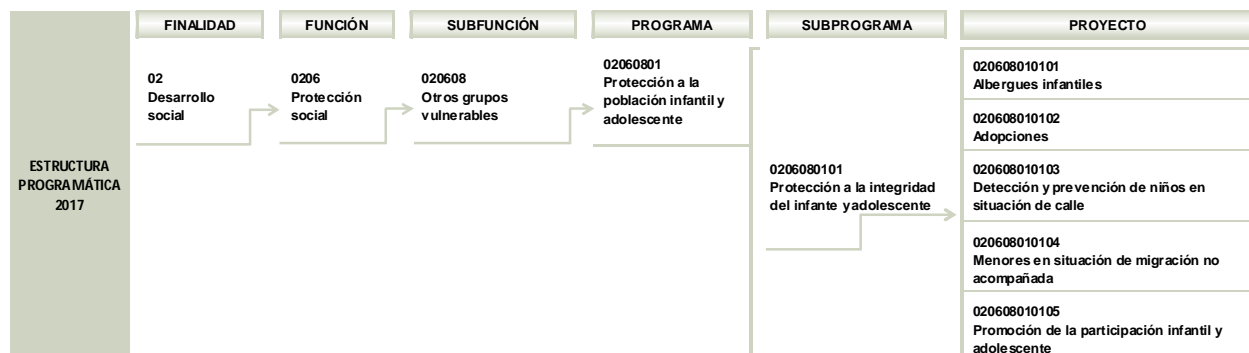 FINALIDAD
FUNCIÓN
SUBFUNCIÓN
PROGRAMA
SUBPROGRAMA
PROYECTO
ESTRUCTURA
PROGRAMÁTICA
2017
02
Desarrollo
social
0206
Protección
social
020608
Otros grupos
vulnerables
02060801
Protección a la
población infantil y
adolescente
0206080101
Protección a la integridad
del infante y adolescente
020608010101
Albergues infantiles
020608010102
Adopciones
020608010103
Detección y prevención de niños en
situación de calle
020608010104
Menores en situación de migración no
acompañada
020608010105
Promoción de la participación infantil y
adolescente